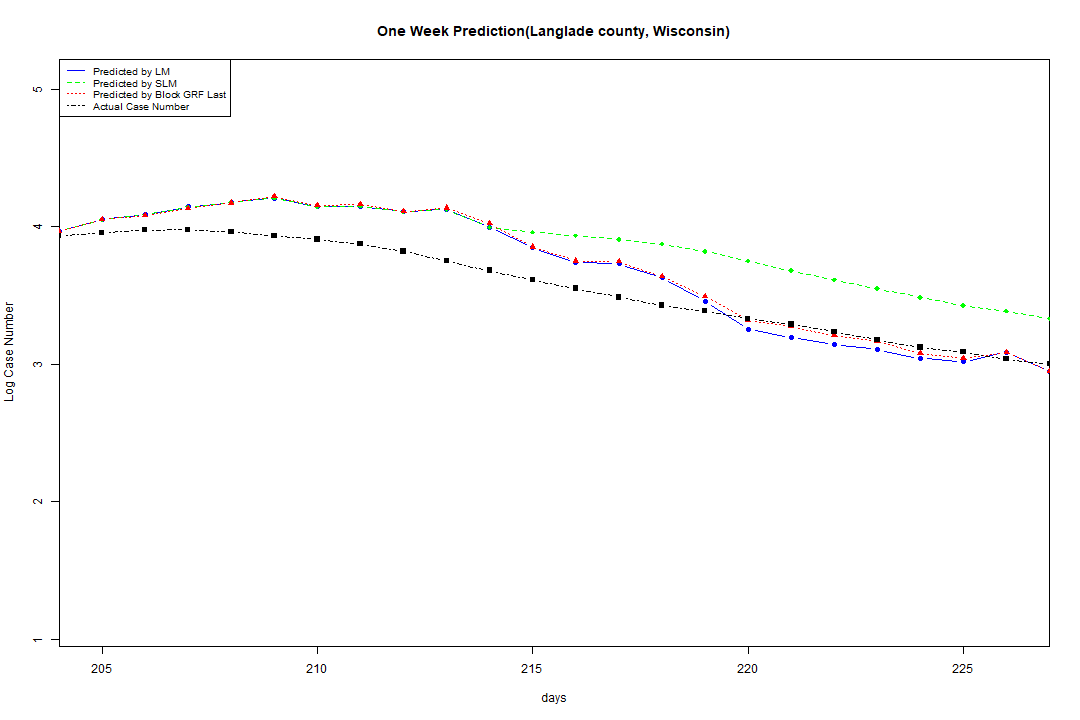 One Week Prediction(Langlade county, Wisconsin)
Predicted by LM
Predicted by SLM
Predicted by Block GRF Last
Actual Case Number
5
4
3
2
1
Log Case Number
205 210 215 220 225
days